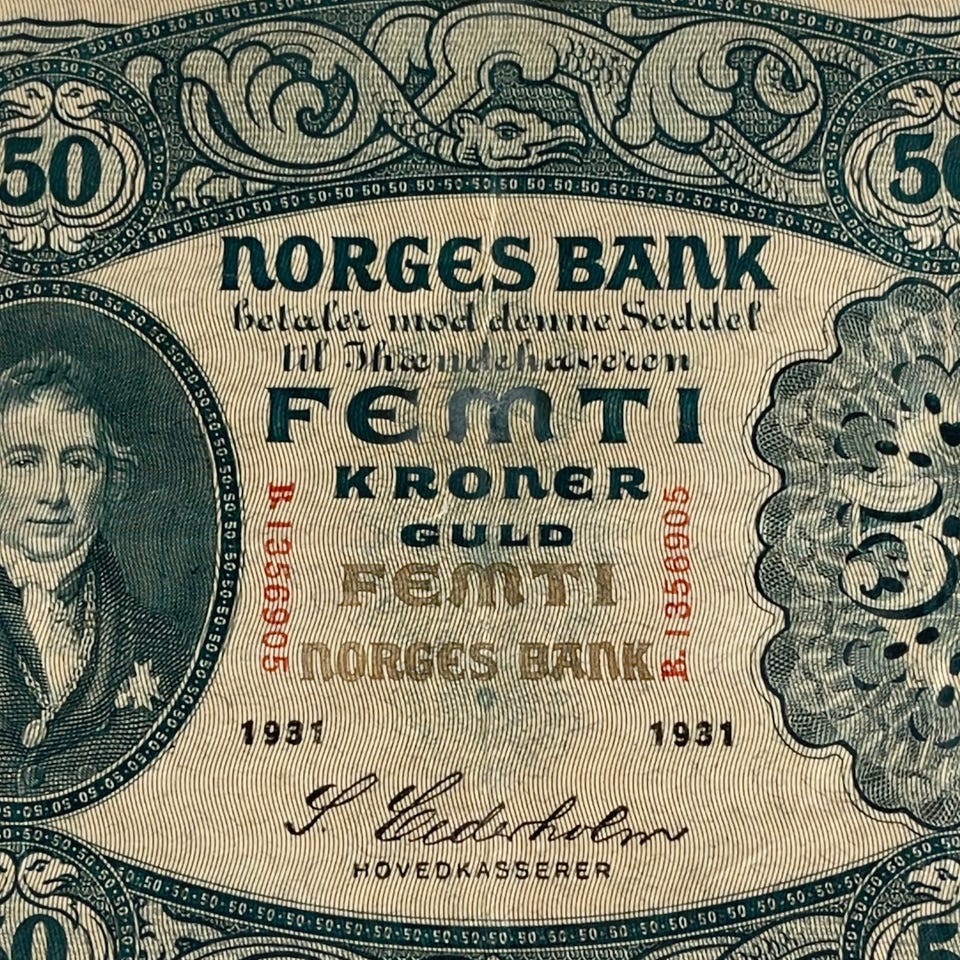 50
50
NORGES BANK
betaler mod denne Seddel
til Ihændehaveren
FEMTI
KRONER
GULD
FEMTI
NORGES BANK
B.1356905
B.1356905
1931
1931
S. Cederholm
HOVEDKASSERER